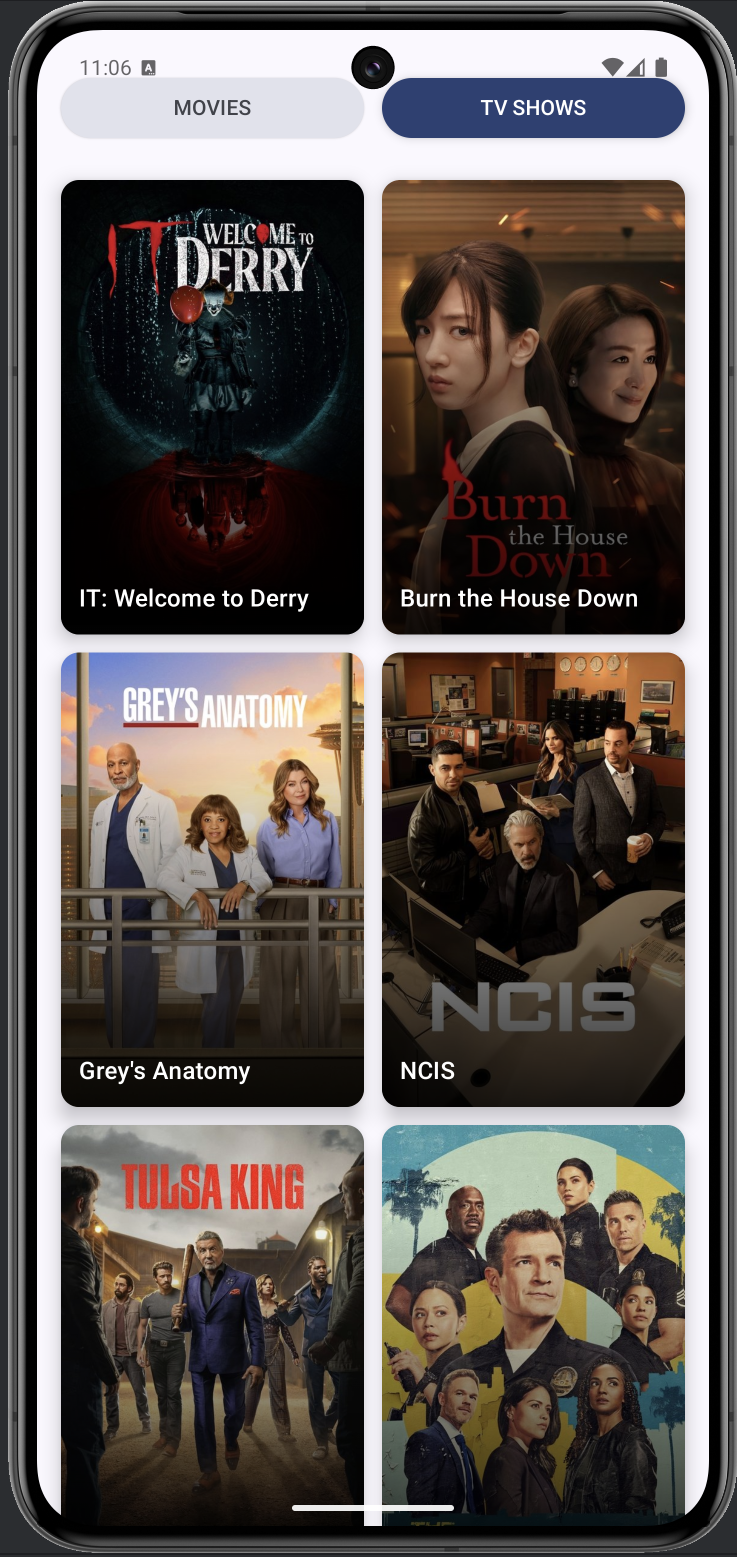 11:06 A
MOVIES
TV SHOWS
IT WELCOME TO
DERRY
IT: Welcome to Derry
Burn
the House
Down
Burn the House Down
GREY'S ANATOMY
Grey's Anatomy
NCIS
NCIS
TULSA KING